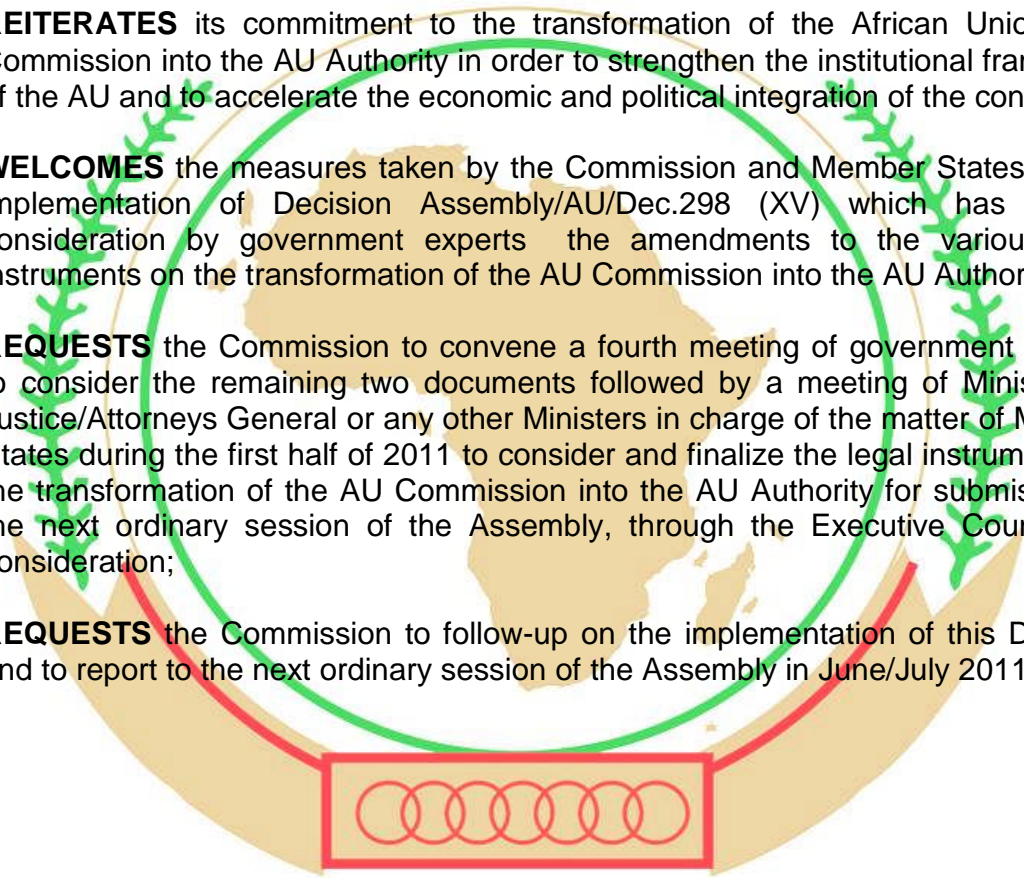 REITERATES its commitment to the transformation of the African Unio
Commission into the AU Authority in order to strengthen the institutional fram
of the AU and to accelerate the economic and political integration of the con
WELCOMES the measures taken by the Commission and Member States
mplementation of Decision Assembly/AU/Dec.298 (XV) which has
onsideration by government experts the amendments to the variou
nstruments on the transformation of the AU Commission into the AU Author
REQUESTS the Commission to convene a fourth meeting of government
o consider the remaining two documents followed by a meeting of Minis
ustice/Attorneys General or any other Ministers in charge of the matter of M
tates during the first half of 2011 to consider and finalize the legal instrum
he transformation of the AU Commission into the AU Authority for submis
he next ordinary session of the Assembly, through the Executive Coun
onsideration;
REQUESTS the Commission to follow-up on the implementation of this D
nd to report to the next ordinary session of the Assembly in June/July 2011